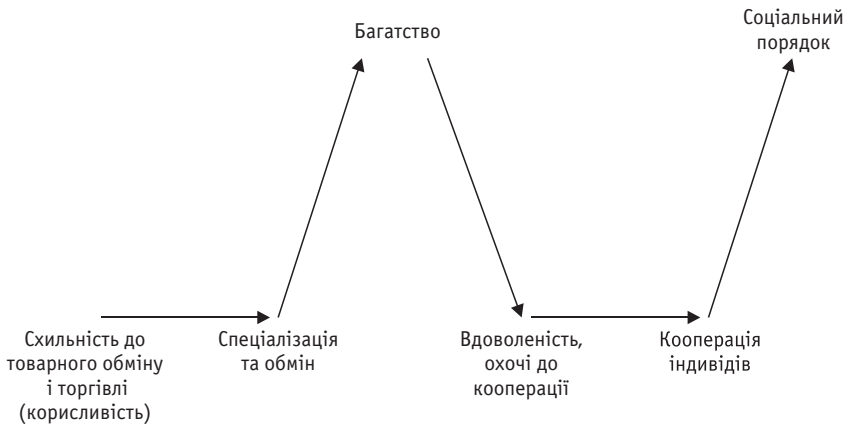 Соціальний
порядок
Багатство
Схильність до
товарного обміну
і торгівлі
(корисливість)
Спеціалізація
та обмін
Вдоволеність,
охочі до
кооперації
Кооперація
індивідів